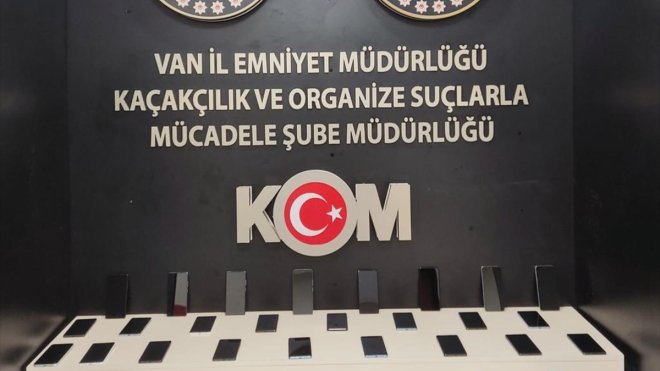 VAN İL EMNİYET MÜDÜRLÜĞÜ
KAÇAKÇILIK VE ORGANİZE SUÇLARLA
MÜCADELE ŞUBE MÜDÜRLÜĞÜ
KOM